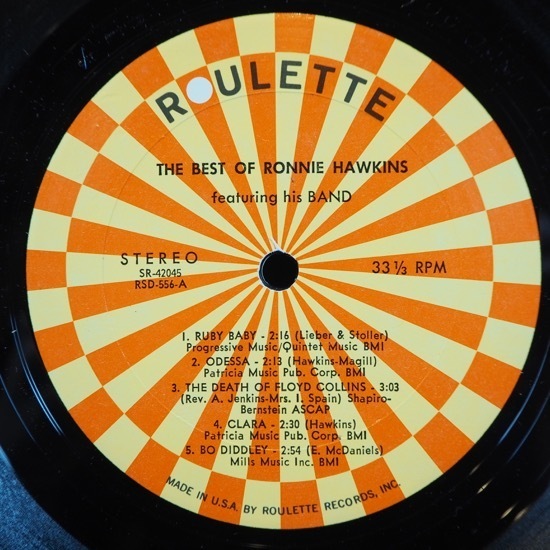 ROULETTE
THE BEST OF RONNIE HAWKINS
featuring his BAND
STEREO
SR-42045
RSD-556-A
33 1/3 RPM
1. RUBY BABY - 2:16 (Lieber & Stoller)
Progressive Music/Quintet Music BMI
2. ODESSA - 2:13 (Hawkins-Magill)
Patricia Music Pub. Corp. BMI
3. THE DEATH OF FLOYD COLLINS - 3:03
(Rev. A. Jenkins-Mrs. I. Spain) Shapiro-
Bernstein ASCAP
4. CLARA - 2:30 (Hawkins)
Patricia Music Pub. Corp. BMI
5. BO DIDDLEY - 2:54 (E. McDaniels)
Mills Music Inc. BMI
MADE IN U.S.A. BY ROULETTE RECORDS, INC.